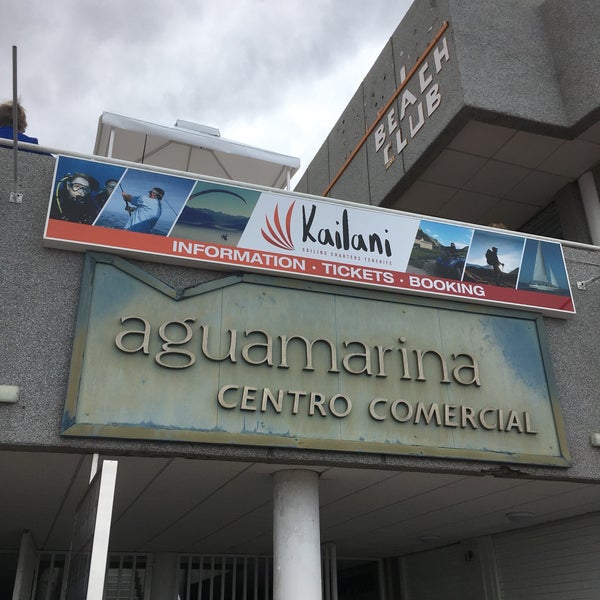 BEACH
CLUB
Kailani
SAILING CHARTERS TENERIFE
INFORMATION · TICKETS · BOOKING
aguamarina
CENTRO COMERCIAL